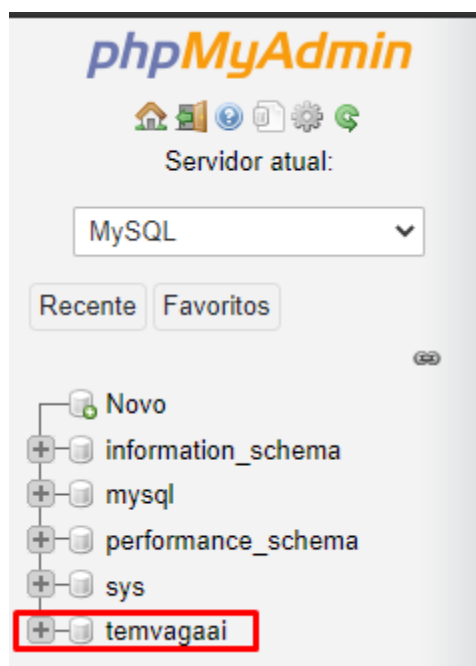 phpMyAdmin
Servidor atual:
MySQL
Recente Favoritos
Novo
information_schema
mysql
performance_schema
sys
temvagaai